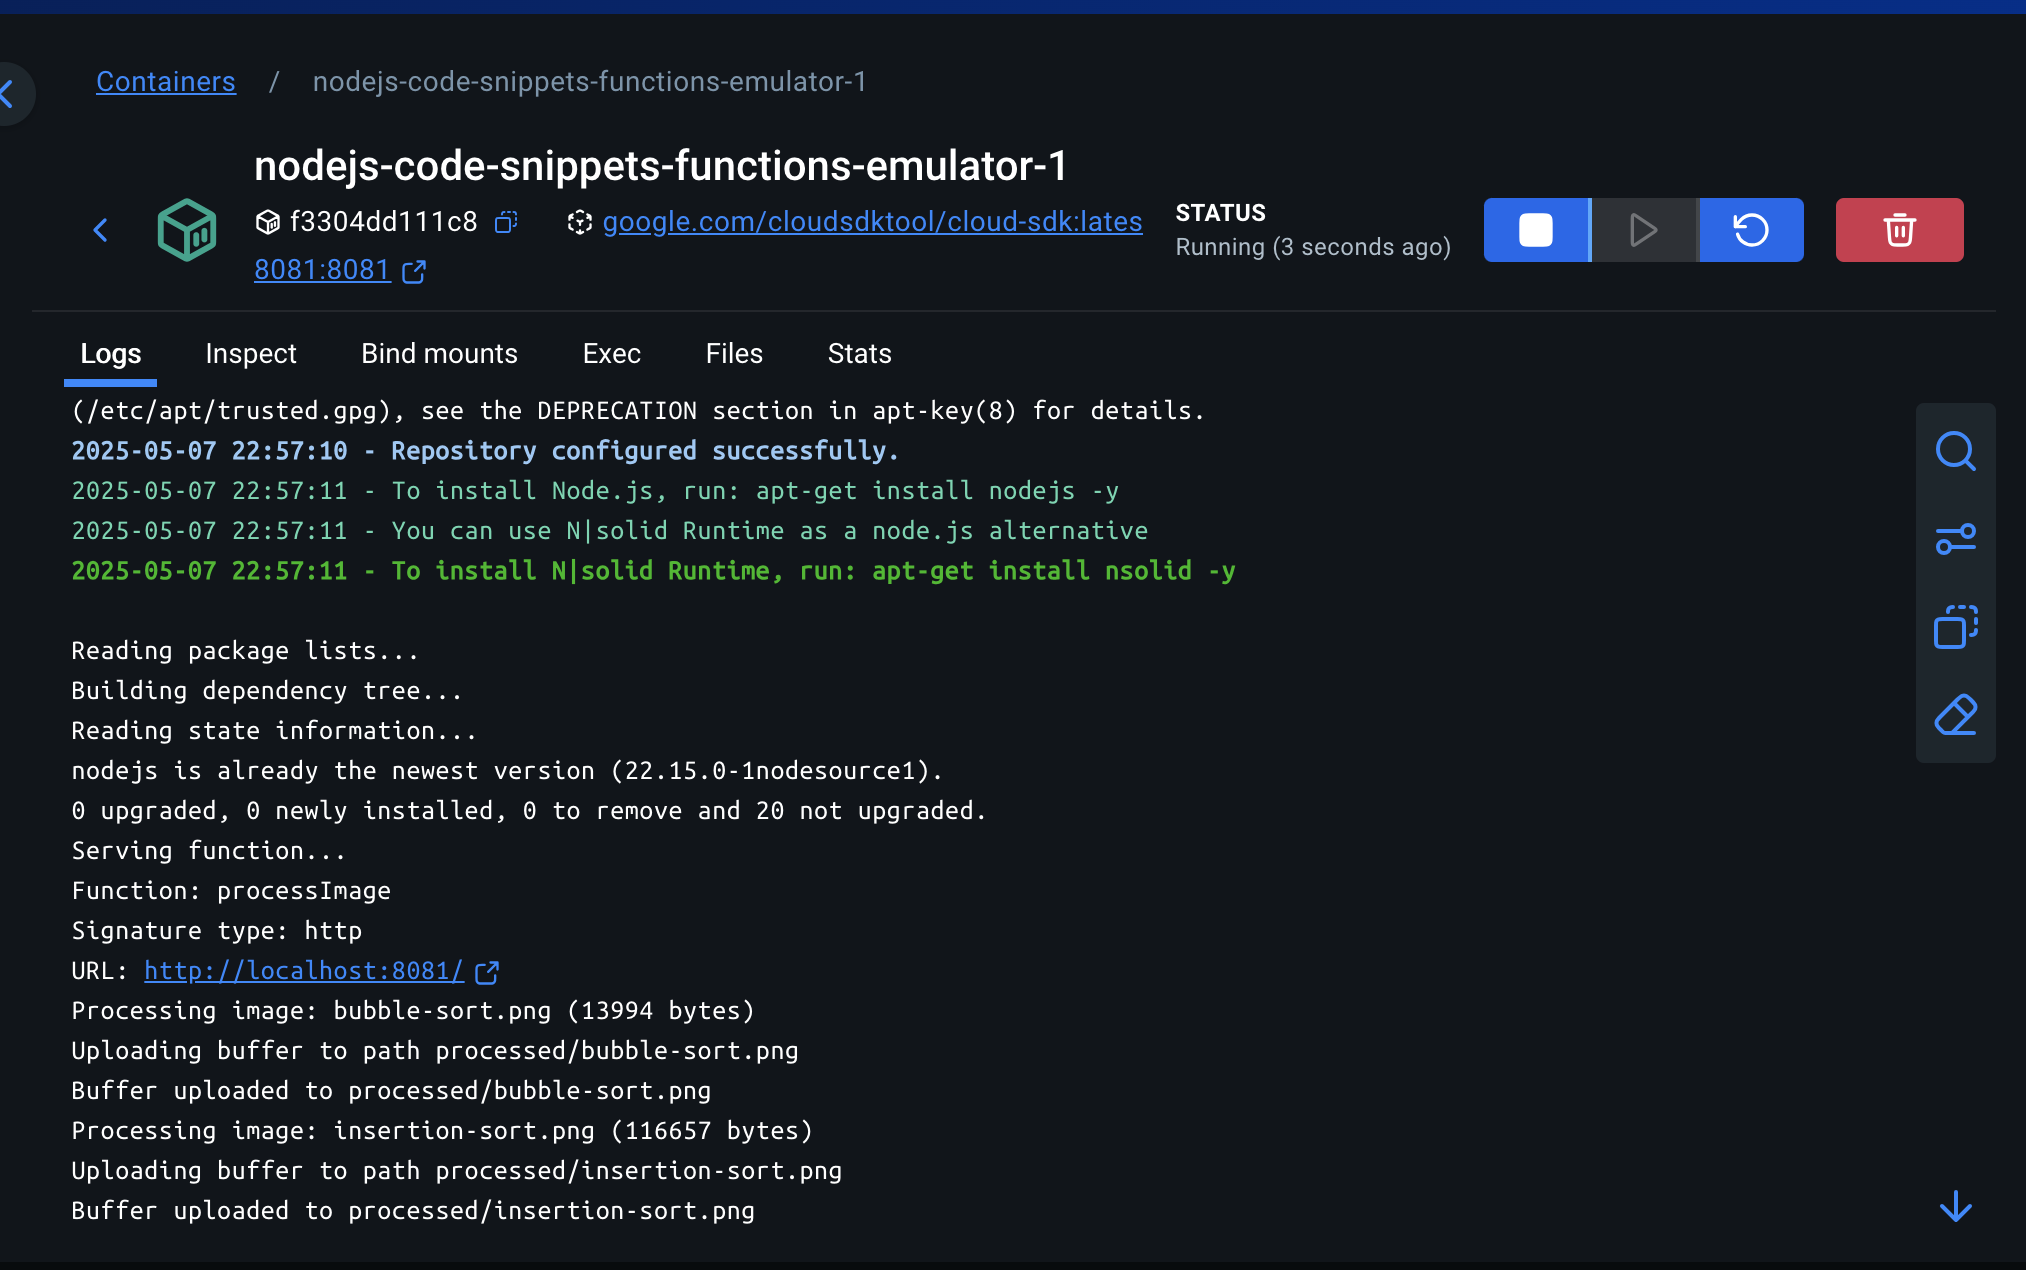 Containers / nodejs-code-snippets-functions-emulator-1
nodejs-code-snippets-functions-emulator-1
f3304dd111c8 google.com/cloudsdktool/cloud-sdk:lates
8081:8081
STATUS
Running (3 seconds ago)
Logs Inspect Bind mounts Exec Files Stats
(/etc/apt/trusted.gpg), see the DEPRECATION section in apt-key(8) for details.
2025-05-07 22:57:10 - Repository configured successfully.
2025-05-07 22:57:11 - To install Node.js, run: apt-get install nodejs -y
2025-05-07 22:57:11 - You can use N|solid Runtime as a node.js alternative
2025-05-07 22:57:11 - To install N|solid Runtime, run: apt-get install nsolid -y
Reading package lists...
Building dependency tree...
Reading state information...
nodejs is already the newest version (22.15.0-1nodesource1).
0 upgraded, 0 newly installed, 0 to remove and 20 not upgraded.
Serving function...
Function: processImage
Signature type: http
URL: http://localhost:8081/
Processing image: bubble-sort.png (13994 bytes)
Uploading buffer to path processed/bubble-sort.png
Buffer uploaded to processed/bubble-sort.png
Processing image: insertion-sort.png (116657 bytes)
Uploading buffer to path processed/insertion-sort.png
Buffer uploaded to processed/insertion-sort.png